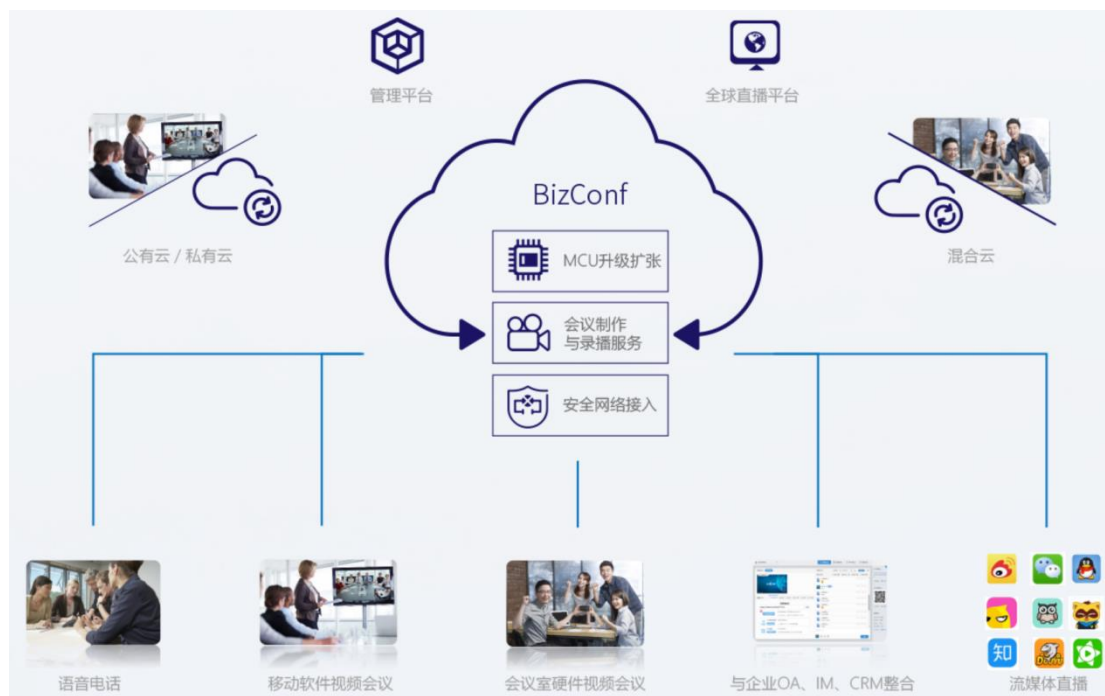 管理平台
全球直播平台
BizConf
公有云 / 私有云
MCU升级扩张
混合云
会议制作
与录播服务
安全网络接入
知
语音电话
移动软件视频会议
会议室硬件视频会议
与企业OA、IM、CRM整合
流媒体直播